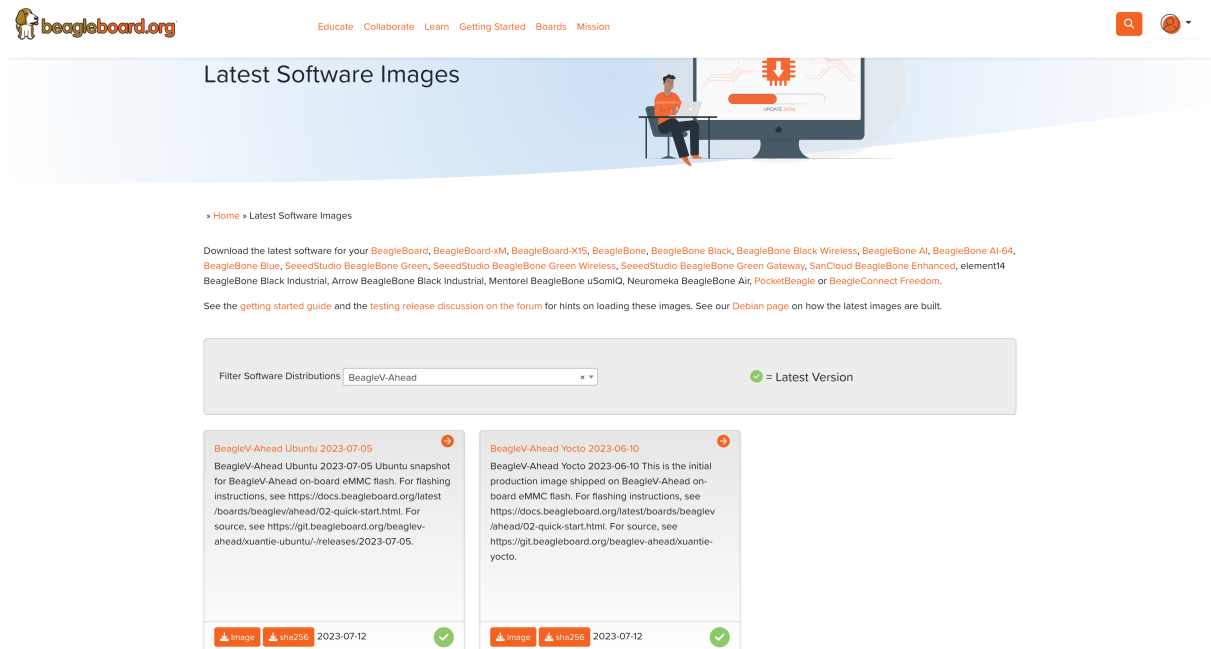 beagleboard.org
Educate Collaborate Learn Getting Started Boards Mission
Latest Software Images
» Home » Latest Software Images
Download the latest software for your BeagleBoard, BeagleBoard-xM, BeagleBoard-X15, BeagleBone, BeagleBone Black, BeagleBone Black Wireless, BeagleBone AI, BeagleBone AI-64,
BeagleBone Blue, SeeedStudio BeagleBone Green, SeeedStudio BeagleBone Green Wireless, SeeedStudio BeagleBone Green Gateway, SanCloud BeagleBone Enhanced, element14
BeagleBone Black Industrial, Arrow BeagleBone Black Industrial, Mentorel BeagleBone uSomIQ, Neuromeka BeagleBone Air, PocketBeagle or BeagleConnect Freedom.
See the getting started guide and the testing release discussion on the forum for hints on loading these images. See our Debian page on how the latest images are built.
Filter Software Distributions BeagleV-Ahead × = Latest Version
BeagleV-Ahead Ubuntu 2023-07-05
BeagleV-Ahead Ubuntu 2023-07-05 Ubuntu snapshot
for BeagleV-Ahead on-board eMMC flash. For flashing
instructions, see https://docs.beagleboard.org/latest
/boards/beaglev/ahead/02-quick-start.html. For
source, see https://git.beagleboard.org/beaglev-
ahead/xuantie-ubuntu/-/releases/2023-07-05.
Image sha256 2023-07-12
BeagleV-Ahead Yocto 2023-06-10
BeagleV-Ahead Yocto 2023-06-10 This is the initial
production image shipped on BeagleV-Ahead on-
board eMMC flash. For flashing instructions, see
https://docs.beagleboard.org/latest/boards/beaglev
/ahead/02-quick-start.html. For source, see
https://git.beagleboard.org/beaglev-ahead/xuantie-
yocto.
Image sha256 2023-07-12